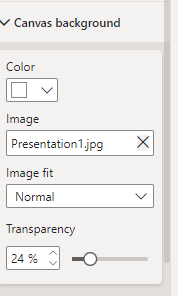 Canvas background
Color
Image
Presentation1.jpg
Image fit
Normal
Transparency
24 %